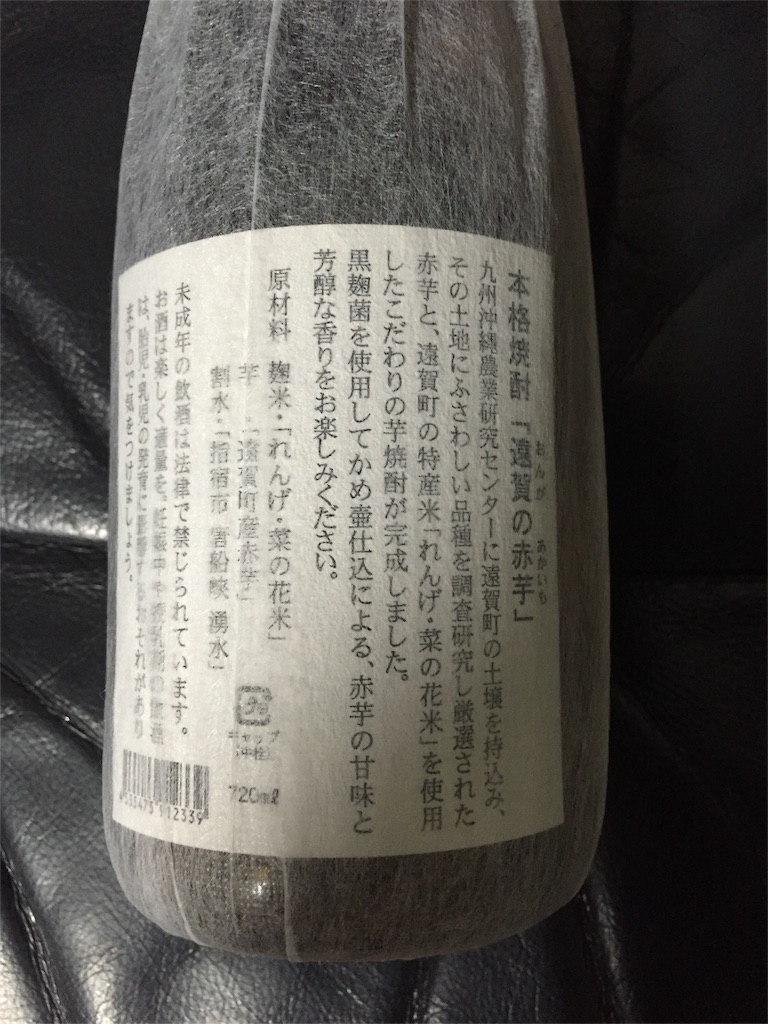 本格焼酎「遠賀の赤芋」
おんが あかいも
九州沖縄農業研究センターに遠賀町の土壌を持込み、
その土地にふさわしい品種を調査研究し厳選された
赤芋と、遠賀町の特産米「れんげ・菜の花米」を使用
したこだわりの芋焼酎が完成しました。
黒麹菌を使用してかめ壺仕込による、赤芋の甘味と
芳醇な香りをお楽しみください。
原材料 麹米・「れんげ・菜の花米」
芋・「遠賀町産赤芋」
割水・「指宿市 唐船峡 湧水」
未成年の飲酒は法律で禁じられています。
お酒は楽しく適量を。妊娠中や授乳期の飲酒
は、胎児・乳児の発育に影響するおそれがあり
ますので気をつけましょう。
キャップ
(中栓)
720ml
912339